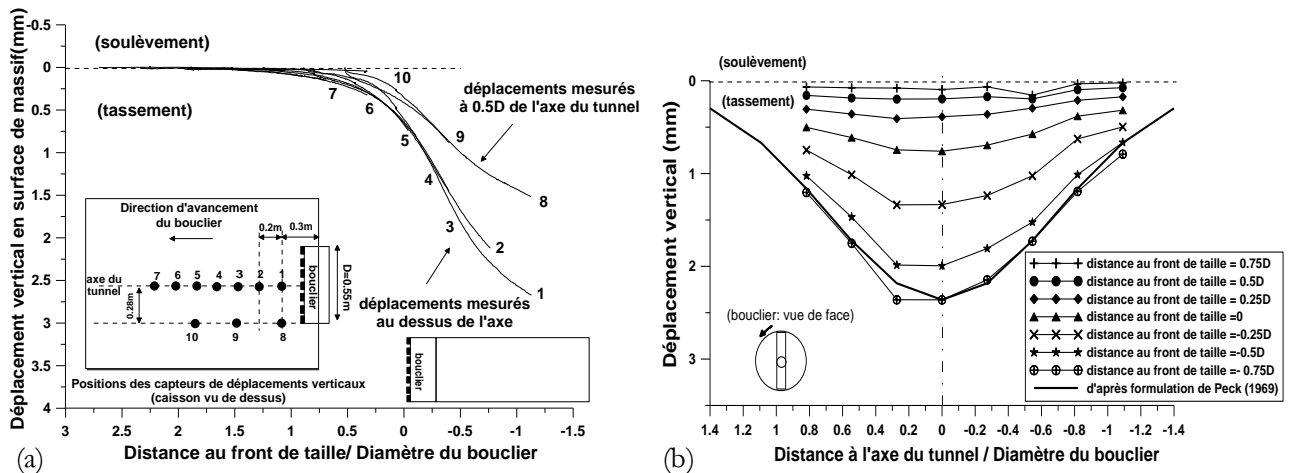 (a)
Déplacement vertical en surface de massif(mm)
-0.5
0
0.5
1
1.5
2
2.5
3
3.5
4
(soulèvement)
(tassement)
10
7
6
5
4
3
9
8
2
1
déplacements mesurés
à 0.5D de l'axe du tunnel
déplacements mesurés
au dessus de l'axe
Direction d'avancement
du bouclier
0.2m
0.3m
axe du
tunnel
7 6 5 4 3 2 1
bouclier
D=0.55m
0.28m
10 9 8
Positions des capteurs de déplacements verticaux
(caisson vu de dessus)
bouclier
3 2.5 2 1.5 1 0.5 0 -0.5 -1 -1.5
Distance au front de taille/ Diamètre du bouclier
(b)
Déplacement vertical (mm)
0
1
2
3
(soulèvement)
(tassement)
(bouclier: vue de face)
distance au front de taille = 0.75D
distance au front de taille = 0.5D
distance au front de taille = 0.25D
distance au front de taille =0
distance au front de taille =-0.25D
distance au front de taille =-0.5D
distance au front de taille =- 0.75D
d'après formulation de Peck (1969)
1.4 1.2 1 0.8 0.6 0.4 0.2 0 -0.2 -0.4 -0.6 -0.8 -1 -1.2 -1.4
Distance à l'axe du tunnel / Diamètre du bouclier